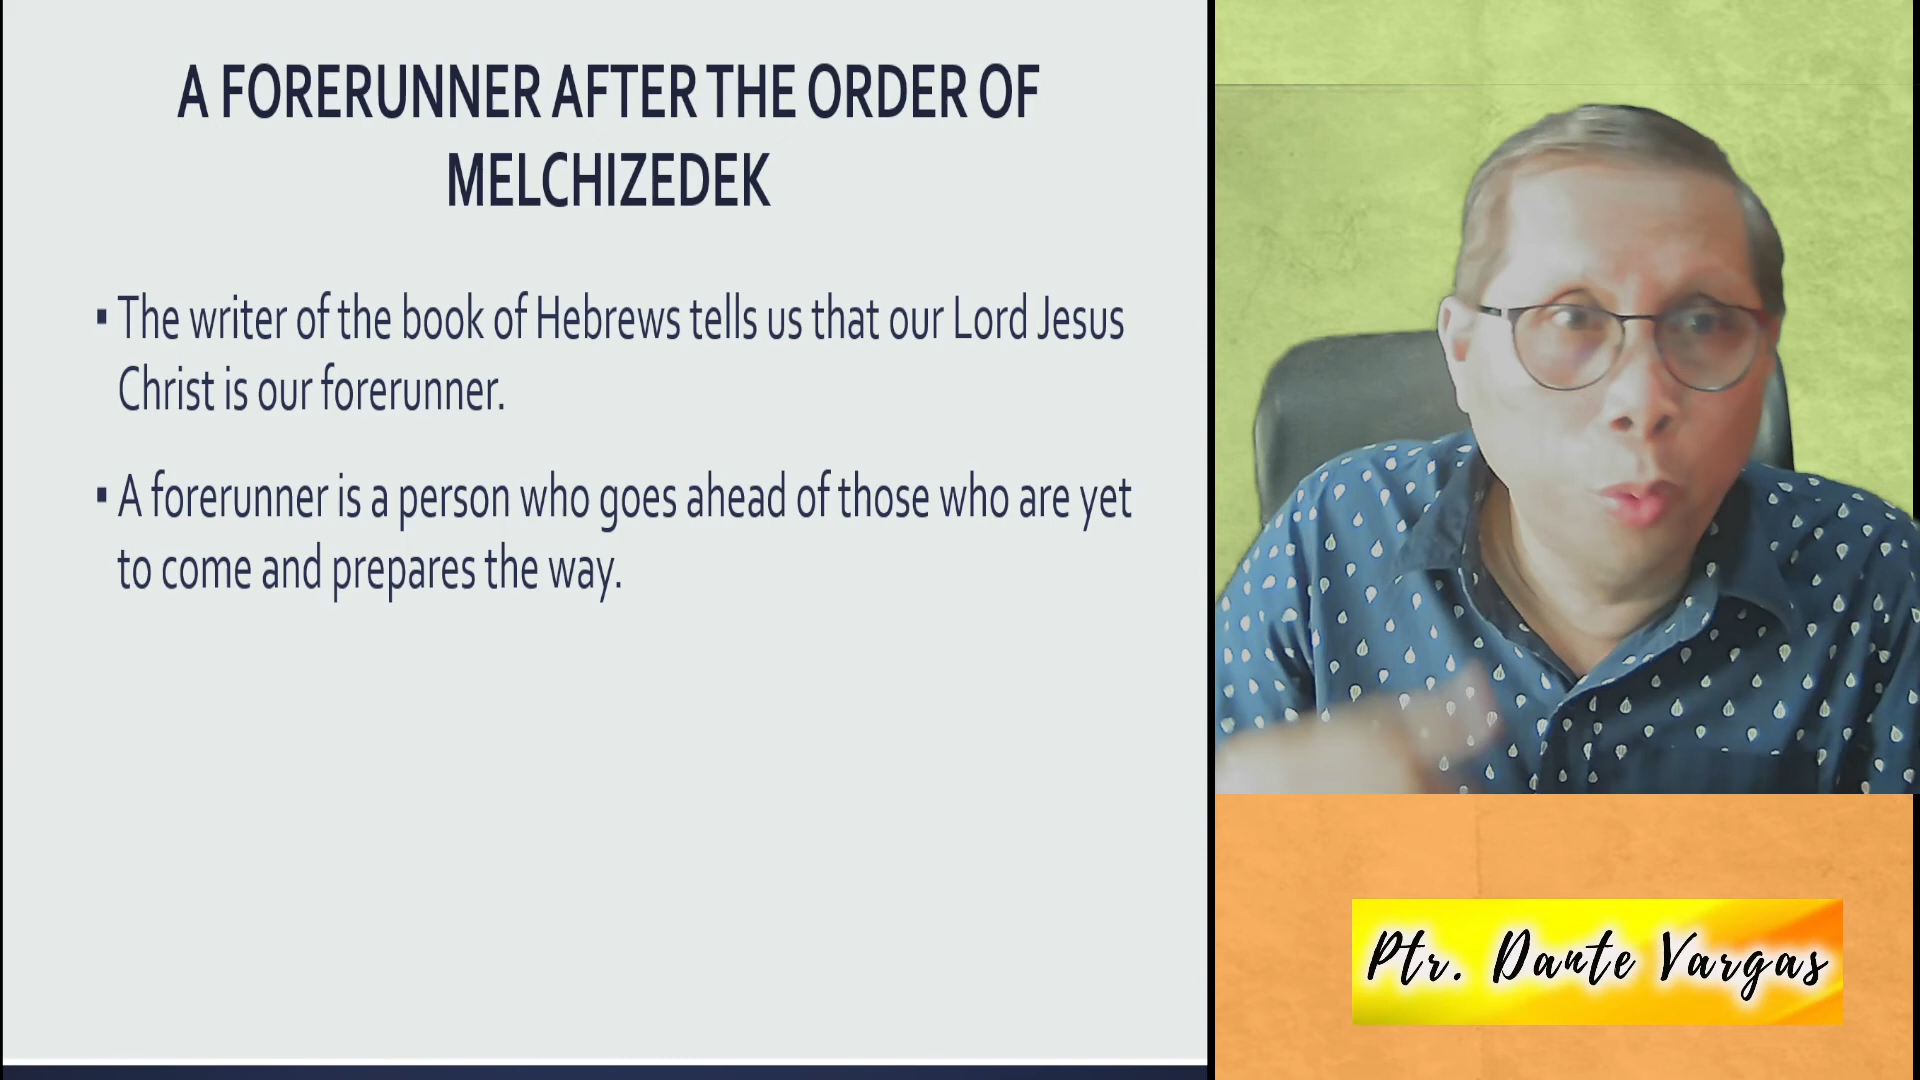 A FORERUNNER AFTER THE ORDER OF
MELCHIZEDEK
▪ The writer of the book of Hebrews tells us that our Lord Jesus
Christ is our forerunner.
▪ A forerunner is a person who goes ahead of those who are yet
to come and prepares the way.
Ptr. Dante Vargas